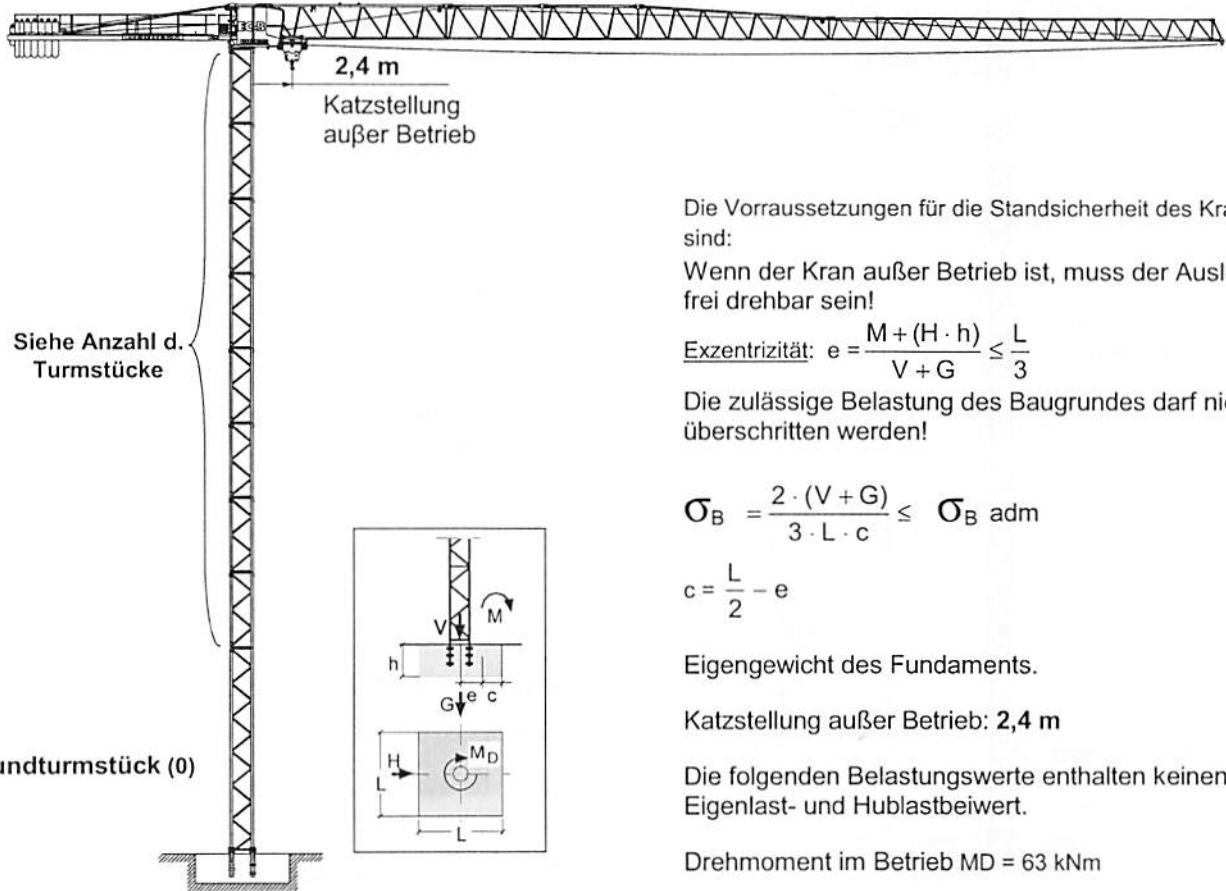 2,4 m
Katzstellung
außer Betrieb
Siehe Anzahl d.
Turmstücke
undturmstück (0)
V
M
h
e
c
G
H
L
M_D
L
Die Vorraussetzungen für die Standsicherheit des Kra
sind:
Wenn der Kran außer Betrieb ist, muss der Ausl
frei drehbar sein!
Exzentrizität: e = (M + (H · h)) / (V + G) ≤ L / 3
Die zulässige Belastung des Baugrundes darf nic
überschritten werden!
σ_B = (2 · (V + G)) / (3 · L · c) ≤ σ_B adm
c = L / 2 − e
Eigengewicht des Fundaments.
Katzstellung außer Betrieb: 2,4 m
Die folgenden Belastungswerte enthalten keinen
Eigenlast- und Hublastbeiwert.
Drehmoment im Betrieb MD = 63 kNm